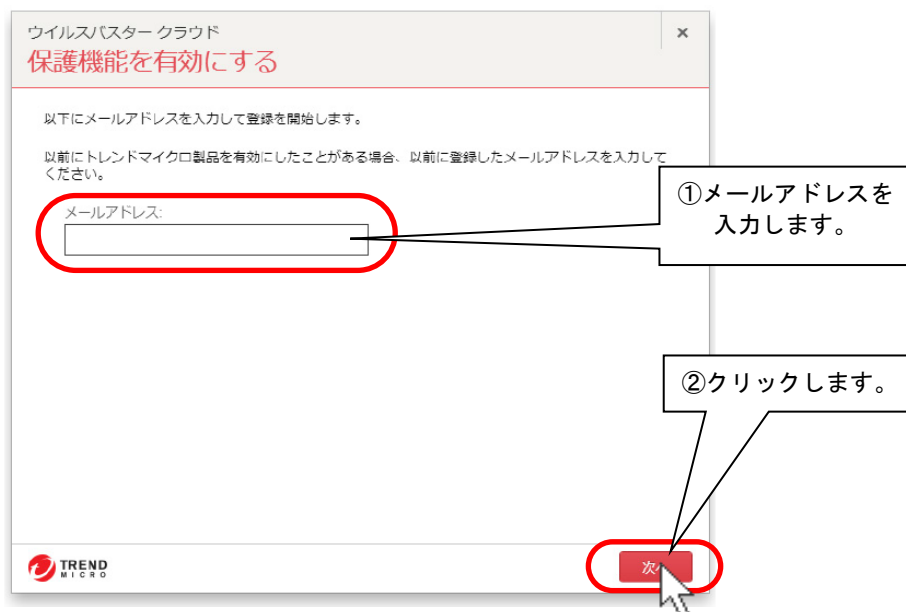 ウイルスバスター クラウド
×
保護機能を有効にする
以下にメールアドレスを入力して登録を開始します。
以前にトレンドマイクロ製品を有効にしたことがある場合、以前に登録したメールアドレスを入力して
ください。
メールアドレス:
①メールアドレスを
入力します。
②クリックします。
TREND
MICRO
次へ